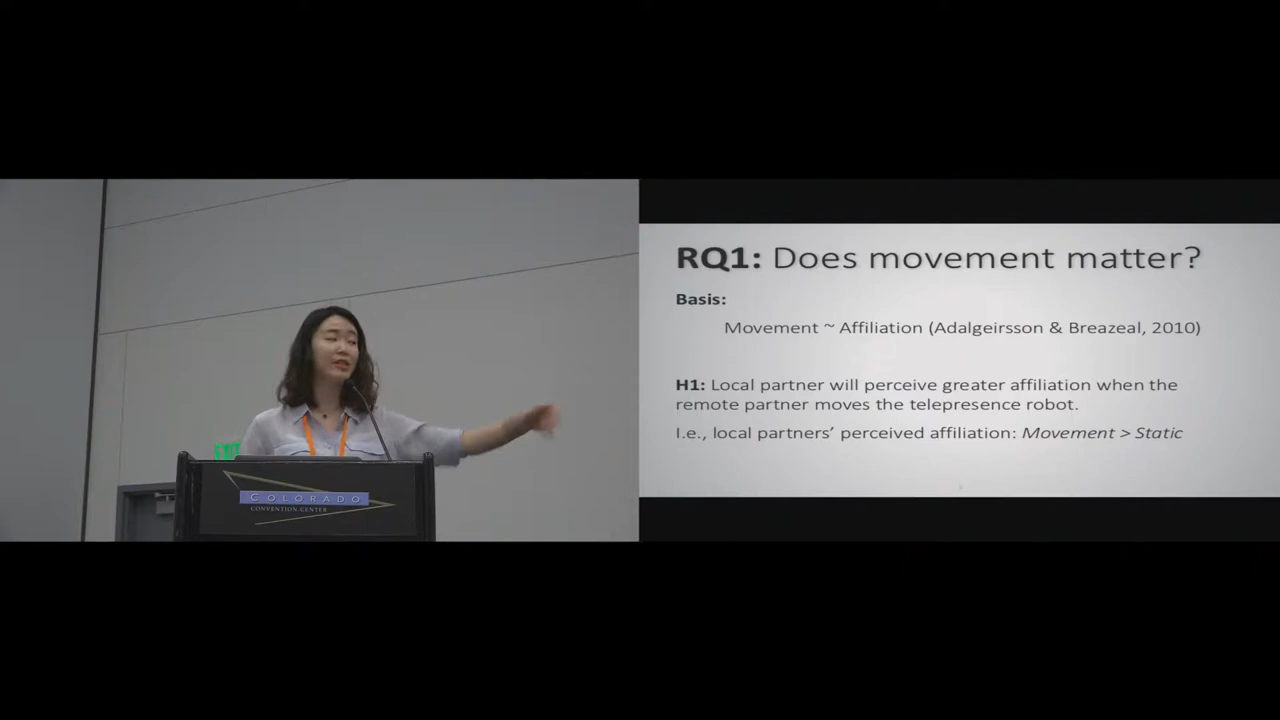 EXIT
COLORADO
CONVENTION CENTER
RQ1: Does movement matter?
Basis:
Movement ~ Affiliation (Adalgeirsson & Breazeal, 2010)
H1: Local partner will perceive greater affiliation when the
remote partner moves the telepresence robot.
I.e., local partners’ perceived affiliation: Movement > Static